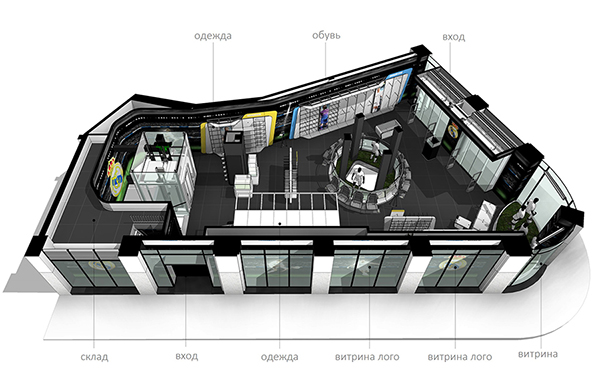 одежда
обувь
вход
склад
вход
одежда
витрина лого
витрина лого
витрина